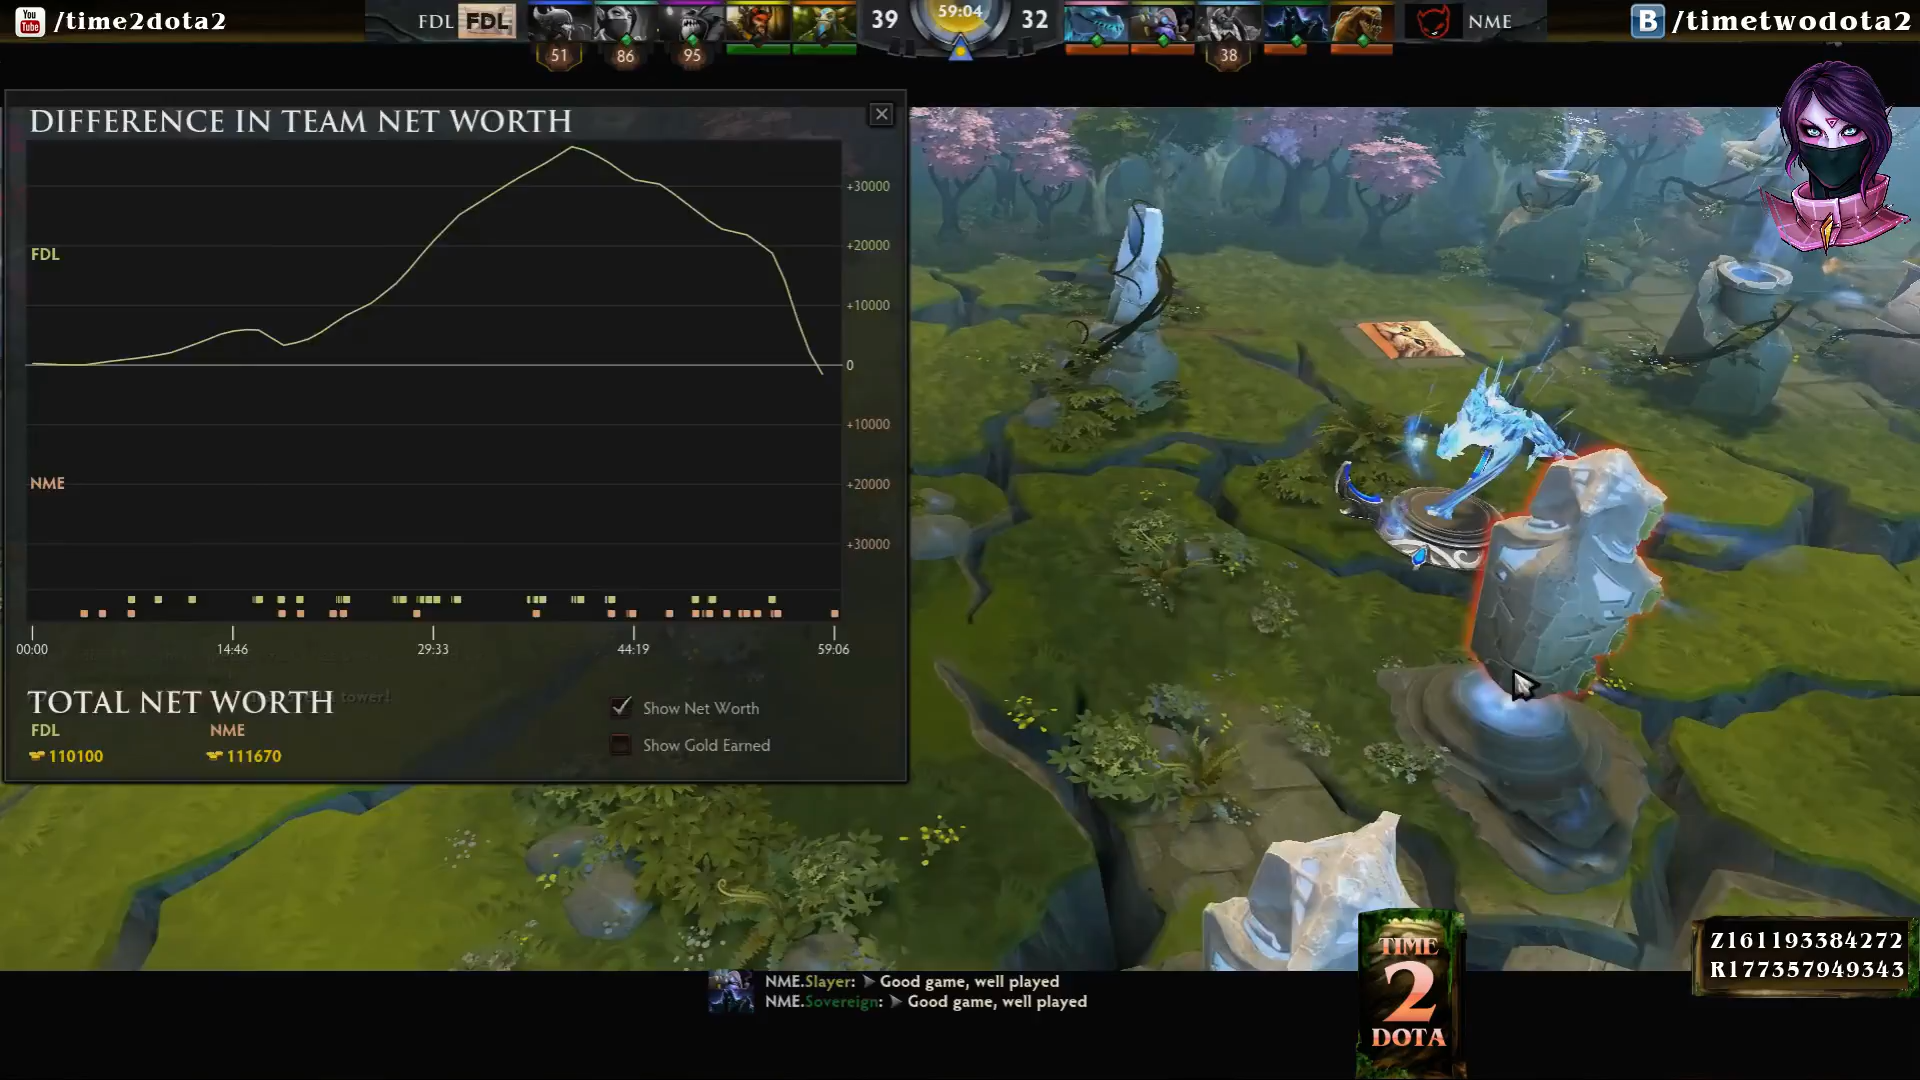 You Tube /time2dota2
FDL FDL 39 59:04 32 NME
B /timetwodota2
51 86 95 38
DIFFERENCE IN TEAM NET WORTH
+30000
+20000
FDL
+10000
0
+10000
NME
+20000
+30000
00:00 14:46 29:33 44:19 59:06
TOTAL NET WORTH
tower!
FDL NME
110100 111670
Show Net Worth
Show Gold Earned
NME.Slayer: Good game, well played
NME.Sovereign: Good game, well played
TIME
2
DOTA
Z161193384272
R177357949343